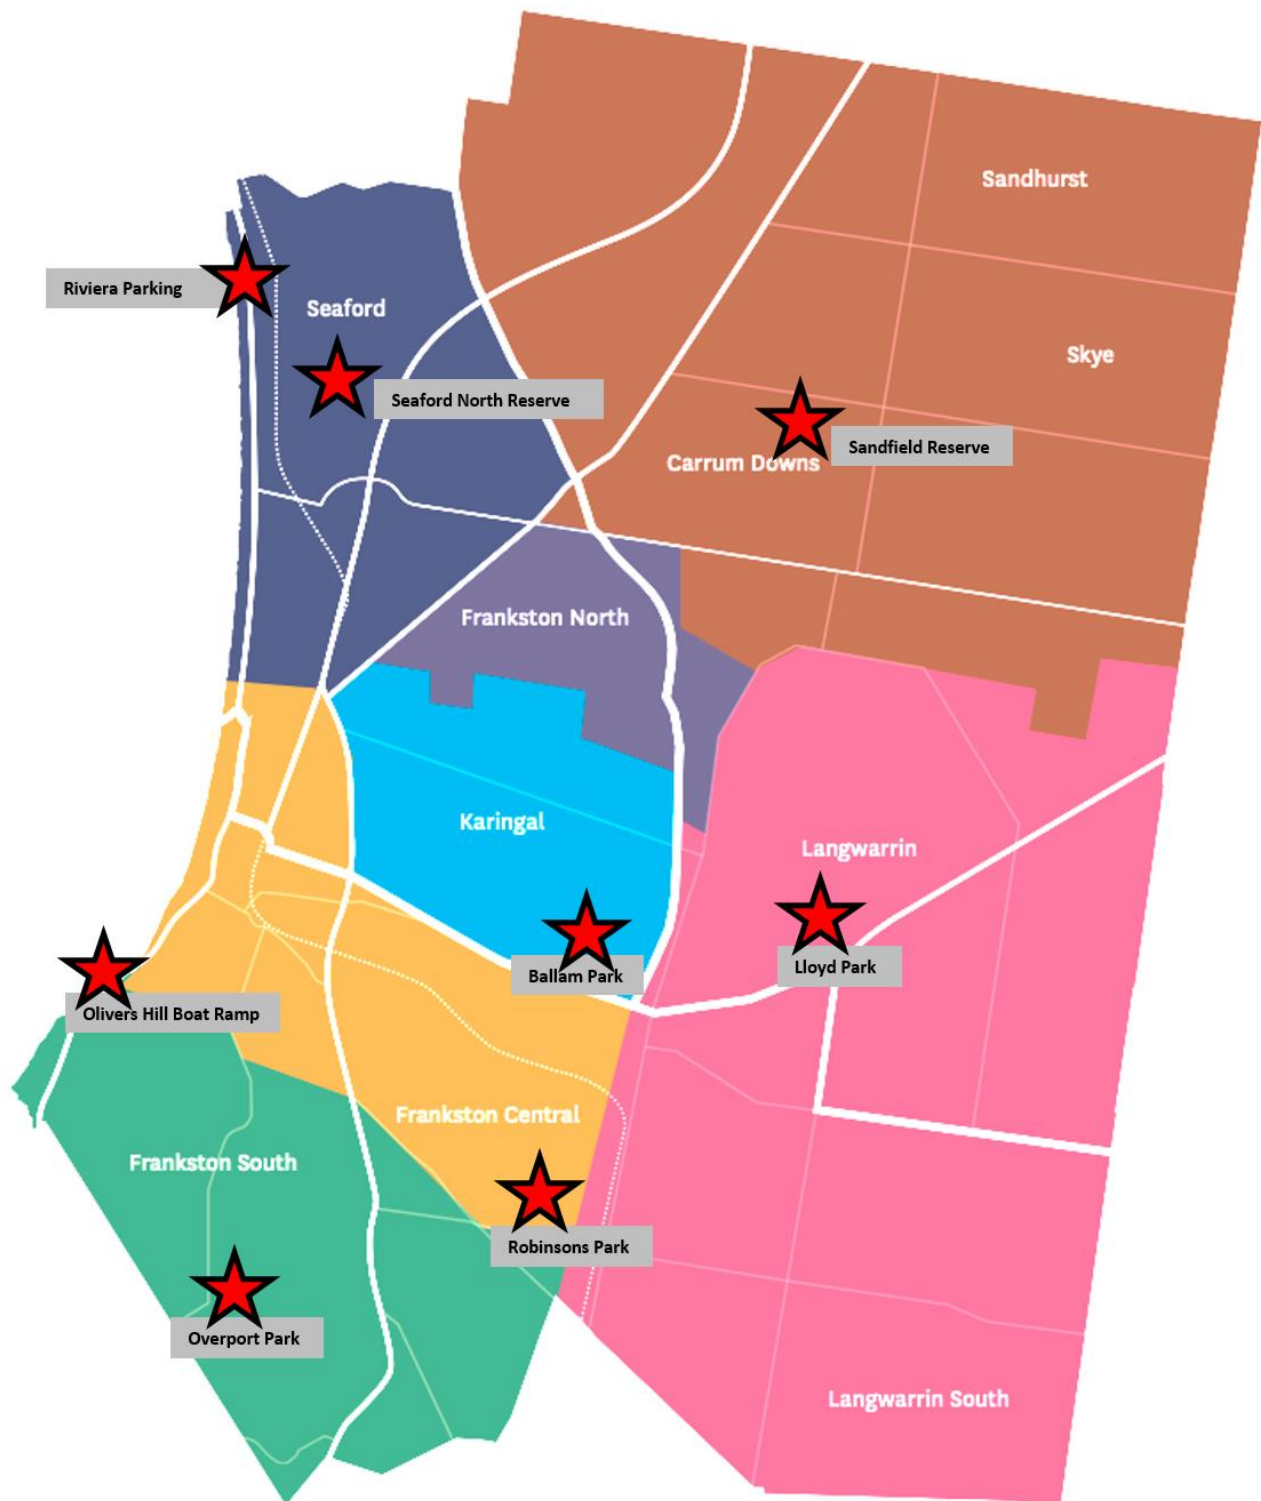 Sandhurst
Riviera Parking
Seaford
Skye
Seaford North Reserve
Sandfield Reserve
Carrum Downs
Frankston North
Karingal
Langwarrin
Ballam Park
Lloyd Park
Olivers Hill Boat Ramp
Frankston Central
Frankston South
Robinsons Park
Overport Park
Langwarrin South